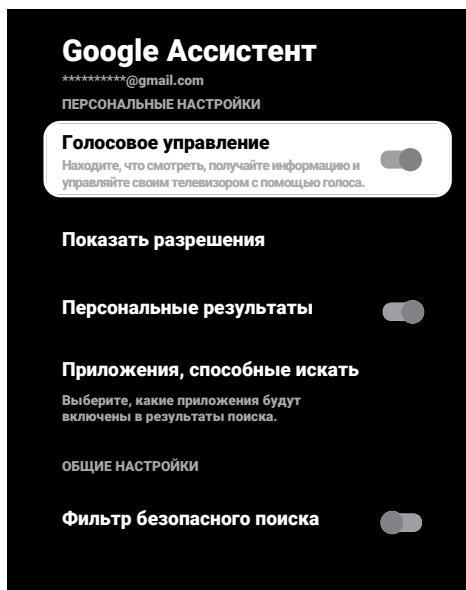 Google Ассистент
**********@gmail.com
ПЕРСОНАЛЬНЫЕ НАСТРОЙКИ
Голосовое управление
Находите, что смотреть, получайте информацию и
управляйте своим телевизором с помощью голоса.
Показать разрешения
Персональные результаты
Приложения, способные искать
Выберите, какие приложения будут
включены в результаты поиска.
ОБЩИЕ НАСТРОЙКИ
Фильтр безопасного поиска